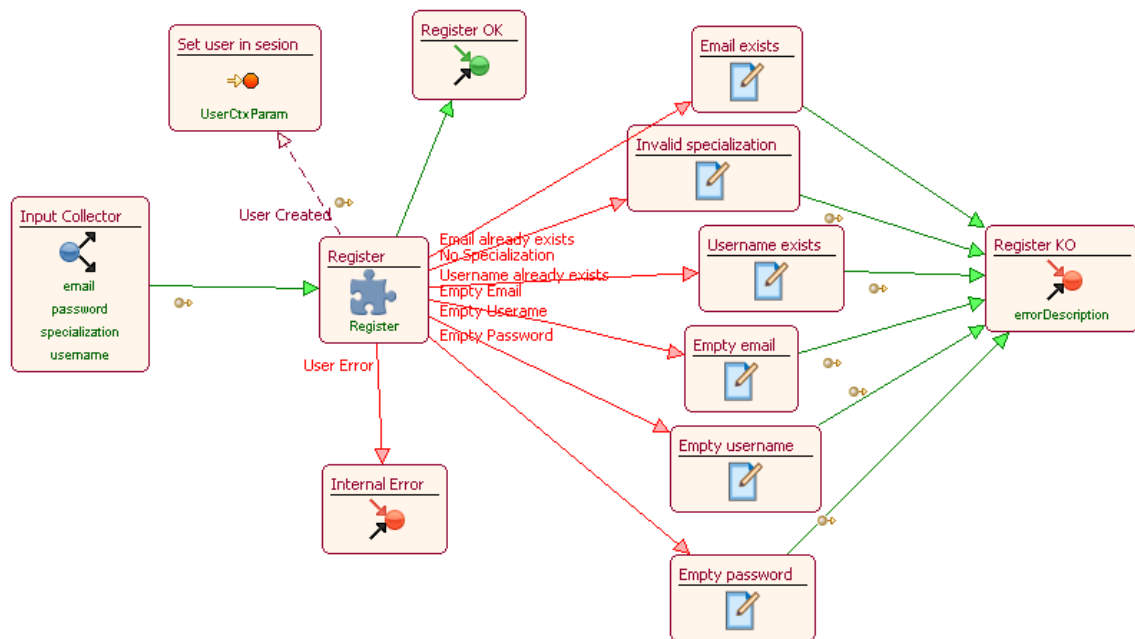 Set user in sesion
UserCtxParam
Register OK
Email exists
Invalid specialization
Input Collector
email
password
specialization
username
User Created
Register
Register
Email already exists
No Specialization
Username already exists
Empty Email
Empty Userame
Empty Password
User Error
Username exists
Register KO
errorDescription
Empty email
Empty username
Internal Error
Empty password